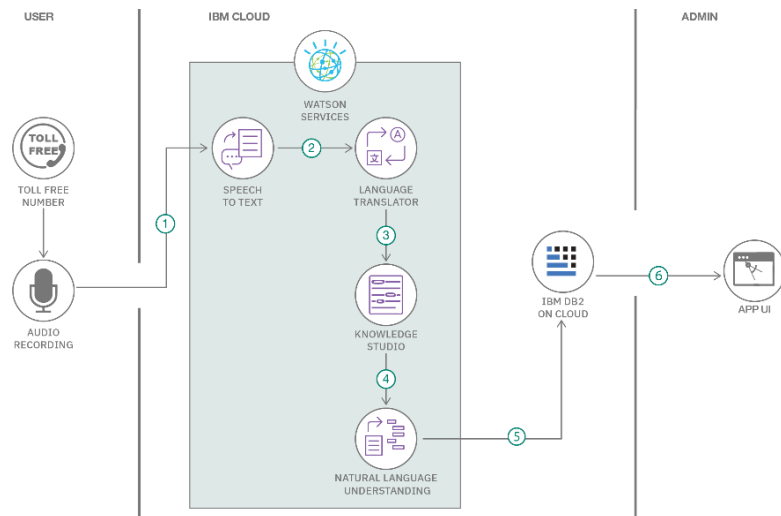 USER
IBM CLOUD
ADMIN
WATSON
SERVICES
TOLL
FREE
TOLL FREE
NUMBER
SPEECH
TO TEXT
2
A
文
LANGUAGE
TRANSLATOR
1
3
AUDIO
RECORDING
KNOWLEDGE
STUDIO
IBM DB2
ON CLOUD
6
APP UI
4
NATURAL LANGUAGE
UNDERSTANDING
5